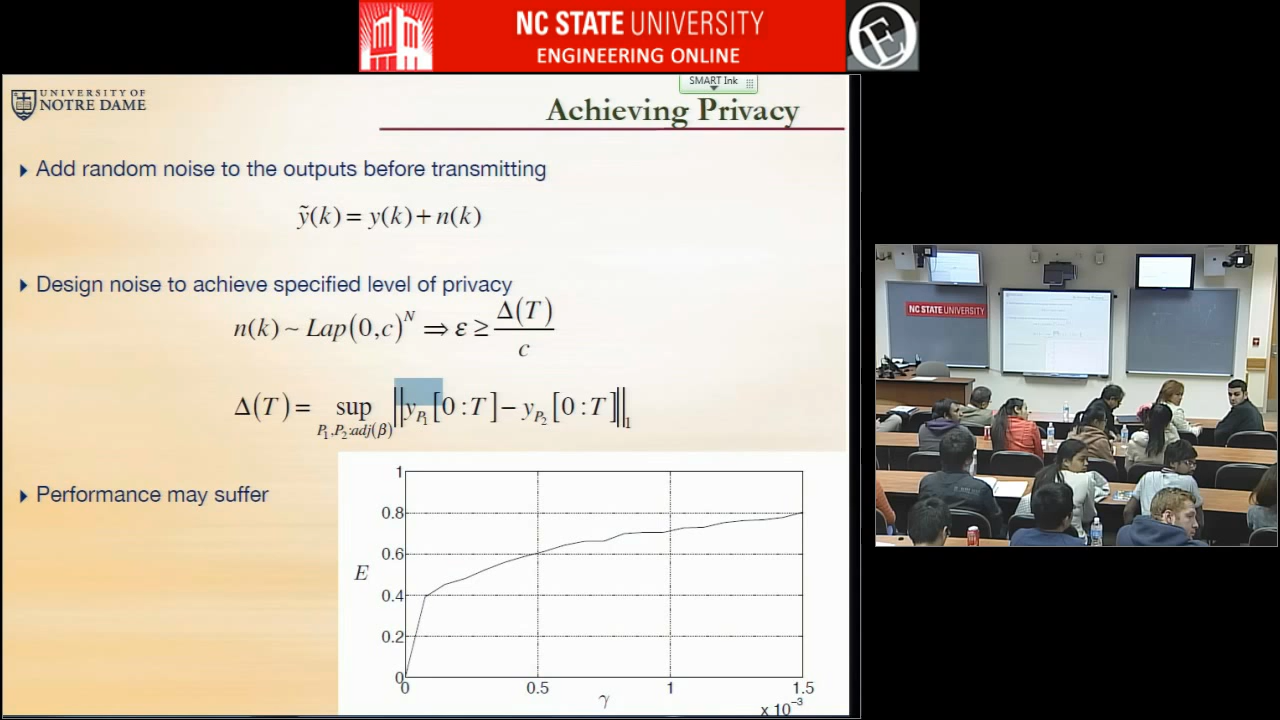 NC STATE UNIVERSITY
ENGINEERING ONLINE
SMART Ink
UNIVERSITY OF
NOTRE DAME
Achieving Privacy
Add random noise to the outputs before transmitting
ỹ(k) = y(k) + n(k)
Design noise to achieve specified level of privacy
n(k) ~ Lap(0,c)^N ⇒ ε ≥ Δ(T)/c
Δ(T) = sup_{P₁,P₂:adj(β)} ||y_{P₁}[0:T] − y_{P₂}[0:T]||₁
Performance may suffer
1
0.8
0.6
E
0.4
0.2
0
0 0.5 1 1.5
γ
x 10⁻³
NC STATE UNIVERSITY
Achieving Privacy